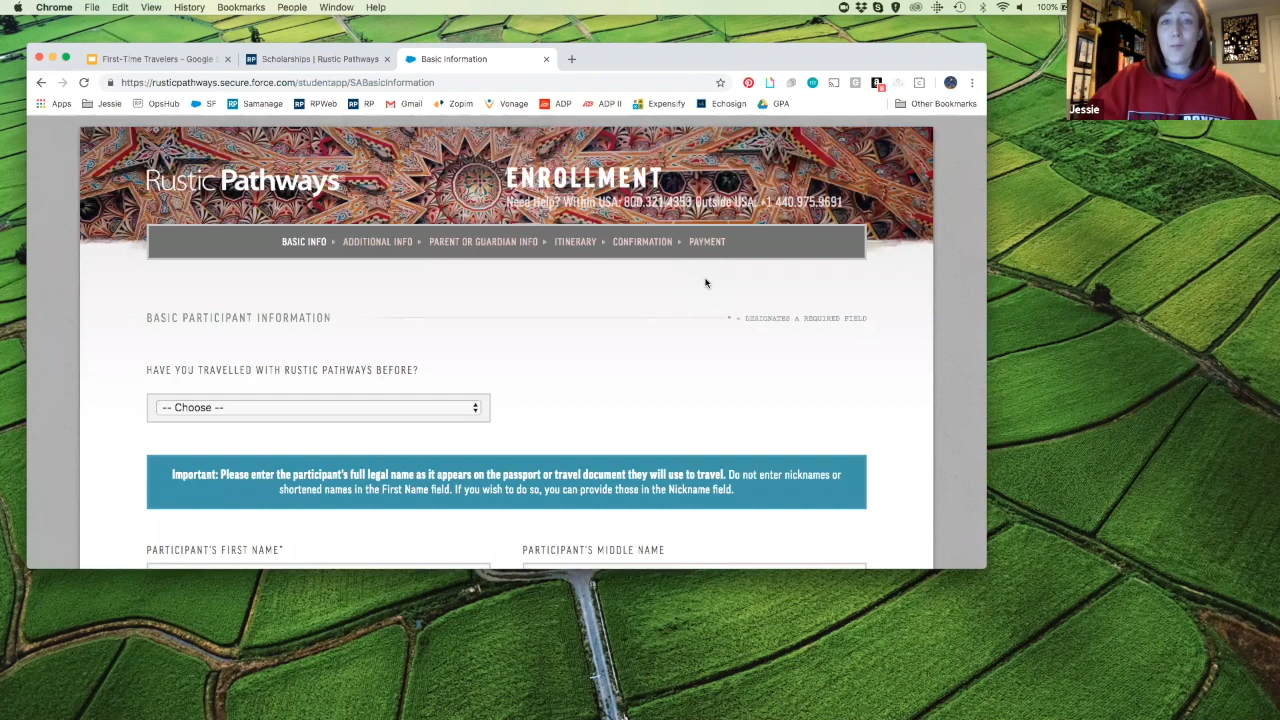 Chrome File Edit View History Bookmarks People Window Help 100%
First-Time Travelers - Google Scholarships | Rustic Pathways Basic Information
https://rusticpathways.secure.force.com/studentapp/SABasicInformation
Apps Jessie OpsHub SF Samanage RPWeb RP Gmail Zopim Vonage ADP ADP II Expensify Echosign GPA Other Bookmarks
Jessie
Rustic Pathways
ENROLLMENT
Need Help? Within USA: 800.321.4353 Outside USA: +1 440.975.9691
BASIC INFO ADDITIONAL INFO PARENT OR GUARDIAN INFO ITINERARY CONFIRMATION PAYMENT
BASIC PARTICIPANT INFORMATION
* - DESIGNATES A REQUIRED FIELD
HAVE YOU TRAVELLED WITH RUSTIC PATHWAYS BEFORE?
-- Choose --
Important: Please enter the participant's full legal name as it appears on the passport or travel document they will use to travel. Do not enter nicknames or
shortened names in the First Name field. If you wish to do so, you can provide those in the Nickname field.
PARTICIPANT'S FIRST NAME*
PARTICIPANT'S MIDDLE NAME